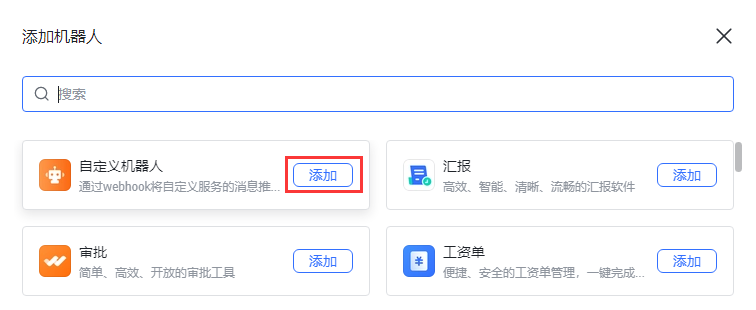 添加机器人
搜索
自定义机器人
添加
通过webhook将自定义服务的消息推...
汇报
添加
高效、智能、清晰、流畅的汇报软件
审批
添加
简单、高效、开放的审批工具
工资单
添加
便捷、安全的工资单管理，一键完成...